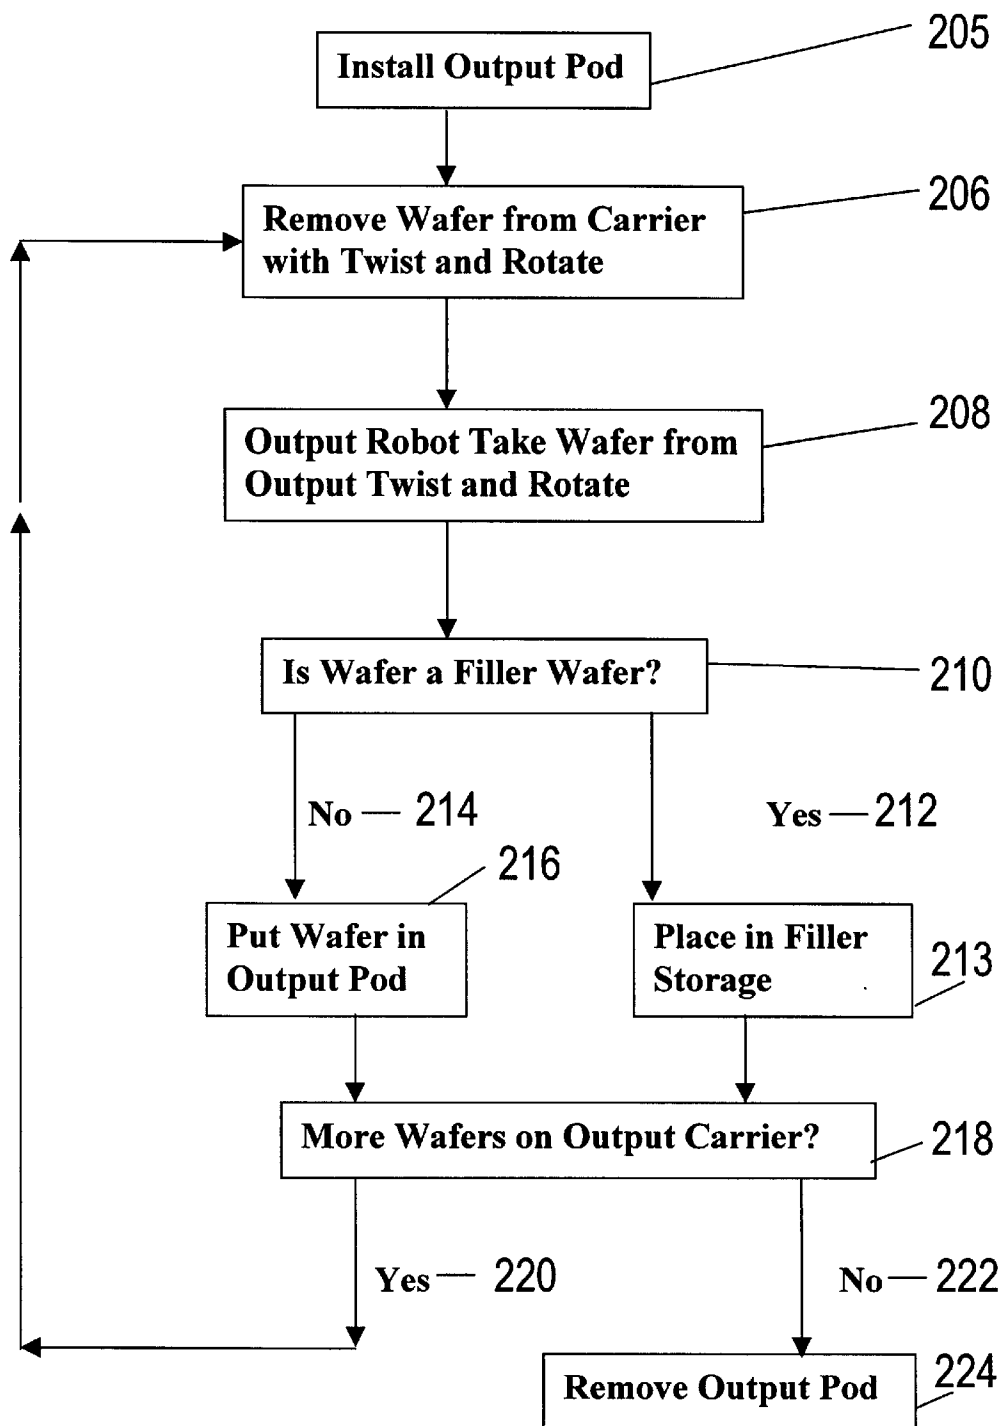 205
Install Output Pod
206
Remove Wafer from Carrier
with Twist and Rotate
208
Output Robot Take Wafer from
Output Twist and Rotate
Is Wafer a Filler Wafer?
210
No — 214
Yes — 212
216
Put Wafer in
Output Pod
Place in Filler
Storage
213
More Wafers on Output Carrier?
218
Yes — 220
No — 222
Remove Output Pod
224